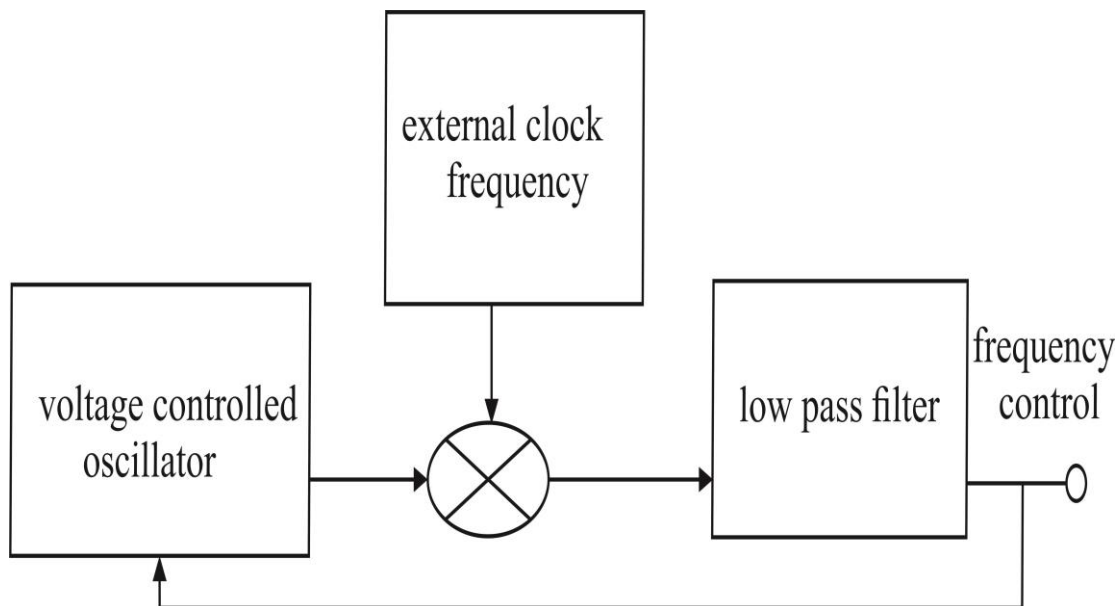 external clock
frequency
voltage controlled
oscillator
low pass filter
frequency
control